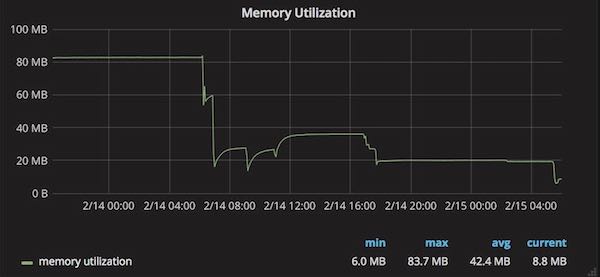 Memory Utilization
100 MB
80 MB
60 MB
40 MB
20 MB
0 B
2/14 00:00 2/14 04:00 2/14 08:00 2/14 12:00 2/14 16:00 2/14 20:00 2/15 00:00 2/15 04:00
min max avg current
memory utilization 6.0 MB 83.7 MB 42.4 MB 8.8 MB